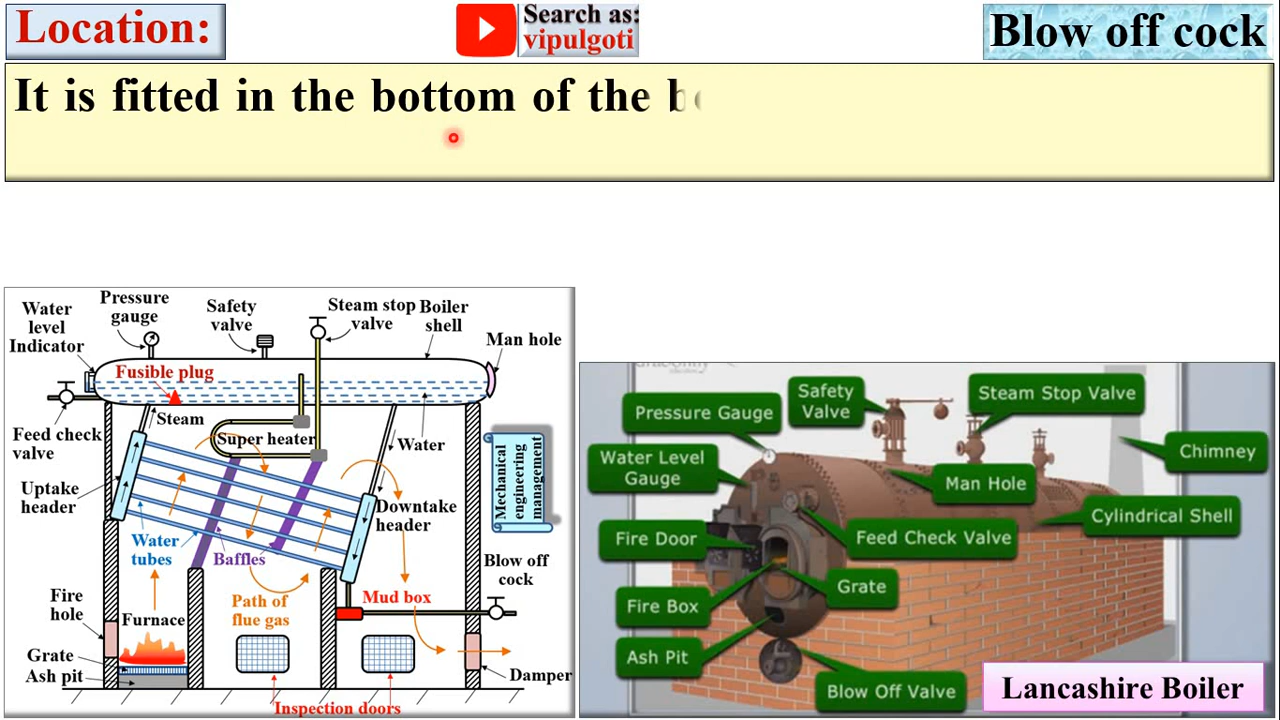 Location:
Search as:
vipulgoti
Blow off cock
It is fitted in the bottom of the
Water
level
Indicator
Pressure
gauge
Safety
valve
Steam stop
valve
Boiler
shell
Man hole
Fusible plug
Steam
Super heater
Water
Feed check
valve
Uptake
header
Downtake
header
Mechanical
engineering
management
Water
tubes
Baffles
Blow off
cock
Fire
hole
Furnace
Path of
flue gas
Mud box
Grate
Ash pit
Damper
Inspection doors
Pressure Gauge
Safety
Valve
Steam Stop Valve
Chimney
Water Level
Gauge
Man Hole
Cylindrical Shell
Fire Door
Feed Check Valve
Grate
Fire Box
Ash Pit
Blow Off Valve
Lancashire Boiler